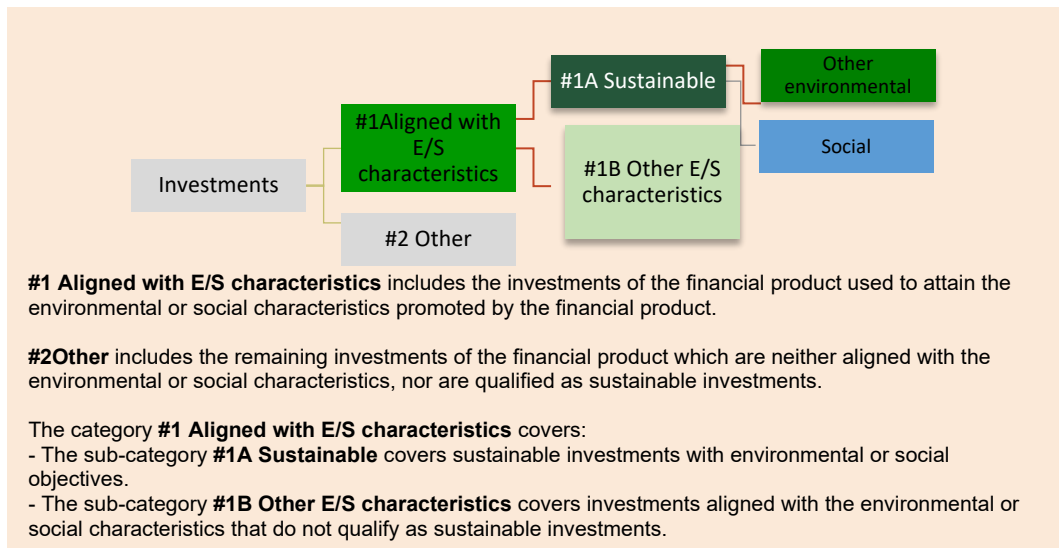 Investments
#1Aligned with
E/S
characteristics
#2 Other
#1A Sustainable
#1B Other E/S
characteristics
Other
environmental
Social
#1 Aligned with E/S characteristics includes the investments of the financial product used to attain the
environmental or social characteristics promoted by the financial product.
#2Other includes the remaining investments of the financial product which are neither aligned with the
environmental or social characteristics, nor are qualified as sustainable investments.
The category #1 Aligned with E/S characteristics covers:
- The sub-category #1A Sustainable covers sustainable investments with environmental or social
objectives.
- The sub-category #1B Other E/S characteristics covers investments aligned with the environmental or
social characteristics that do not qualify as sustainable investments.